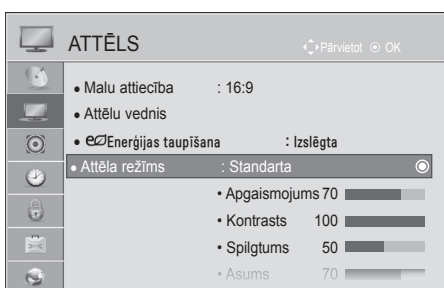 ATTĒLS Pārvietot OK
• Malu attiecība : 16:9
• Attēlu vednis
• Enerģijas taupīšana : Izslēgta
• Attēla režīms : Standarta
• Apgaismojums 70
• Kontrasts 100
• Spilgtums 50
• Asums 70